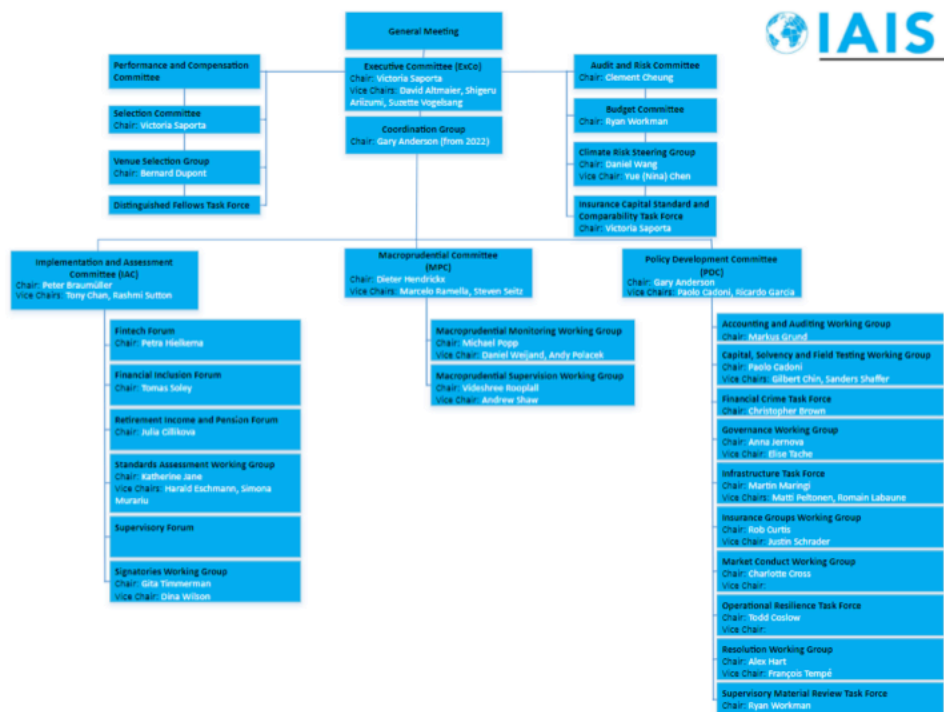 IAIS
General Meeting
Performance and Compensation
Committee
Selection Committee
Chair: Victoria Saporta
Venue Selection Group
Chair: Bernard Dupont
Distinguished Fellows Task Force
Executive Committee (ExCo)
Chair: Victoria Saporta
Vice Chairs: David Altmaier, Shigeru
Ariizumi, Suzette Vogelsang
Coordination Group
Chair: Gary Anderson (from 2022)
Audit and Risk Committee
Chair: Clement Cheung
Budget Committee
Chair: Ryan Workman
Climate Risk Steering Group
Chair: Daniel Wang
Vice Chair: Yue (Nina) Chen
Insurance Capital Standard and
Comparability Task Force
Chair: Victoria Saporta
Implementation and Assessment
Committee (IAC)
Chair: Peter Braumüller
Vice Chairs: Tony Chan, Rashmi Sutton
Fintech Forum
Chair: Petra Hielkema
Financial Inclusion Forum
Chair: Tomas Soley
Retirement Income and Pension Forum
Chair: Julia Cillikova
Standards Assessment Working Group
Chair: Katherine Jane
Vice Chairs: Harald Eschmann, Simona
Murariu
Supervisory Forum
Signatories Working Group
Chair: Gita Timmerman
Vice Chair: Dina Wilson
Macroprudential Committee
(MPC)
Chair: Dieter Hendrickx
Vice Chairs: Marcelo Ramella, Steven Seitz
Macroprudential Monitoring Working Group
Chair: Michael Popp
Vice Chair: Daniel Weijand, Andy Polacek
Macroprudential Supervision Working Group
Chair: Videshree Rooplall
Vice Chair: Andrew Shaw
Policy Development Committee
(PDC)
Chair: Gary Anderson
Vice Chairs: Paolo Cadoni, Ricardo Garcia
Accounting and Auditing Working Group
Chair: Markus Grund
Capital, Solvency and Field Testing Working Group
Chair: Paolo Cadoni
Vice Chairs: Gilbert Chin, Sanders Shaffer
Financial Crime Task Force
Chair: Christopher Brown
Governance Working Group
Chair: Anna Jernova
Vice Chair: Elise Tache
Infrastructure Task Force
Chair: Martin Maringi
Vice Chairs: Matti Peltonen, Romain Labaune
Insurance Groups Working Group
Chair: Rob Curtis
Vice Chair: Justin Schrader
Market Conduct Working Group
Chair: Charlotte Cross
Vice Chair:
Operational Resilience Task Force
Chair: Todd Coslow
Vice Chair:
Resolution Working Group
Chair: Alex Hart
Vice Chair: François Tempé
Supervisory Material Review Task Force
Chair: Ryan Workman